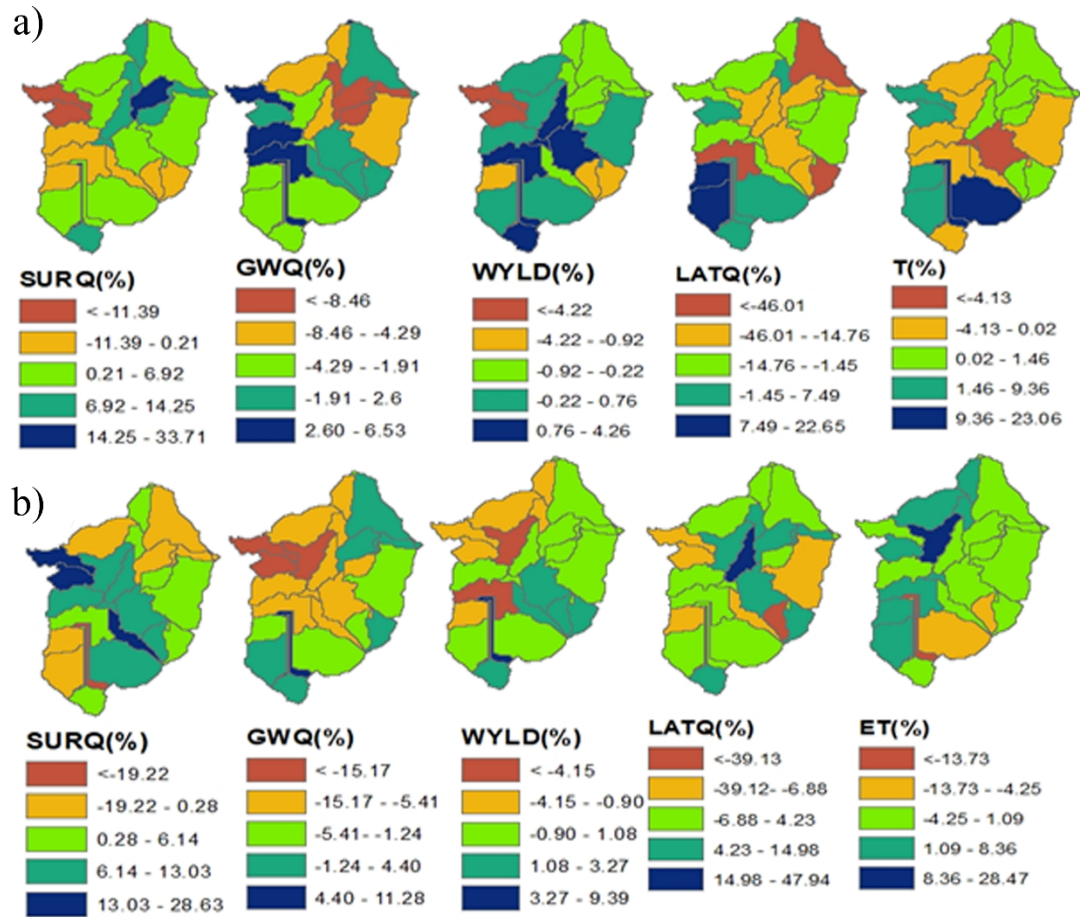 a)
SURQ(%)
< -11.39
-11.39 - 0.21
0.21 - 6.92
6.92 - 14.25
14.25 - 33.71
GWQ(%)
< -8.46
-8.46 - -4.29
-4.29 - -1.91
-1.91 - 2.6
2.60 - 6.53
WYLD(%)
<-4.22
-4.22 - -0.92
-0.92 - -0.22
-0.22 - 0.76
0.76 - 4.26
LATQ(%)
<-46.01
-46.01 - -14.76
-14.76 - -1.45
-1.45 - 7.49
7.49 - 22.65
T(%)
<-4.13
-4.13 - 0.02
0.02 - 1.46
1.46 - 9.36
9.36 - 23.06
b)
SURQ(%)
<-19.22
-19.22 - 0.28
0.28 - 6.14
6.14 - 13.03
13.03 - 28.63
GWQ(%)
< -15.17
-15.17 - -5.41
-5.41- -1.24
-1.24 - 4.40
4.40 - 11.28
WYLD(%)
< -4.15
-4.15 - -0.90
-0.90 - 1.08
1.08 - 3.27
3.27 - 9.39
LATQ(%)
<-39.13
-39.12- -6.88
-6.88 - 4.23
4.23 - 14.98
14.98 - 47.94
ET(%)
<-13.73
-13.73 - -4.25
-4.25 - 1.09
1.09 - 8.36
8.36 - 28.47